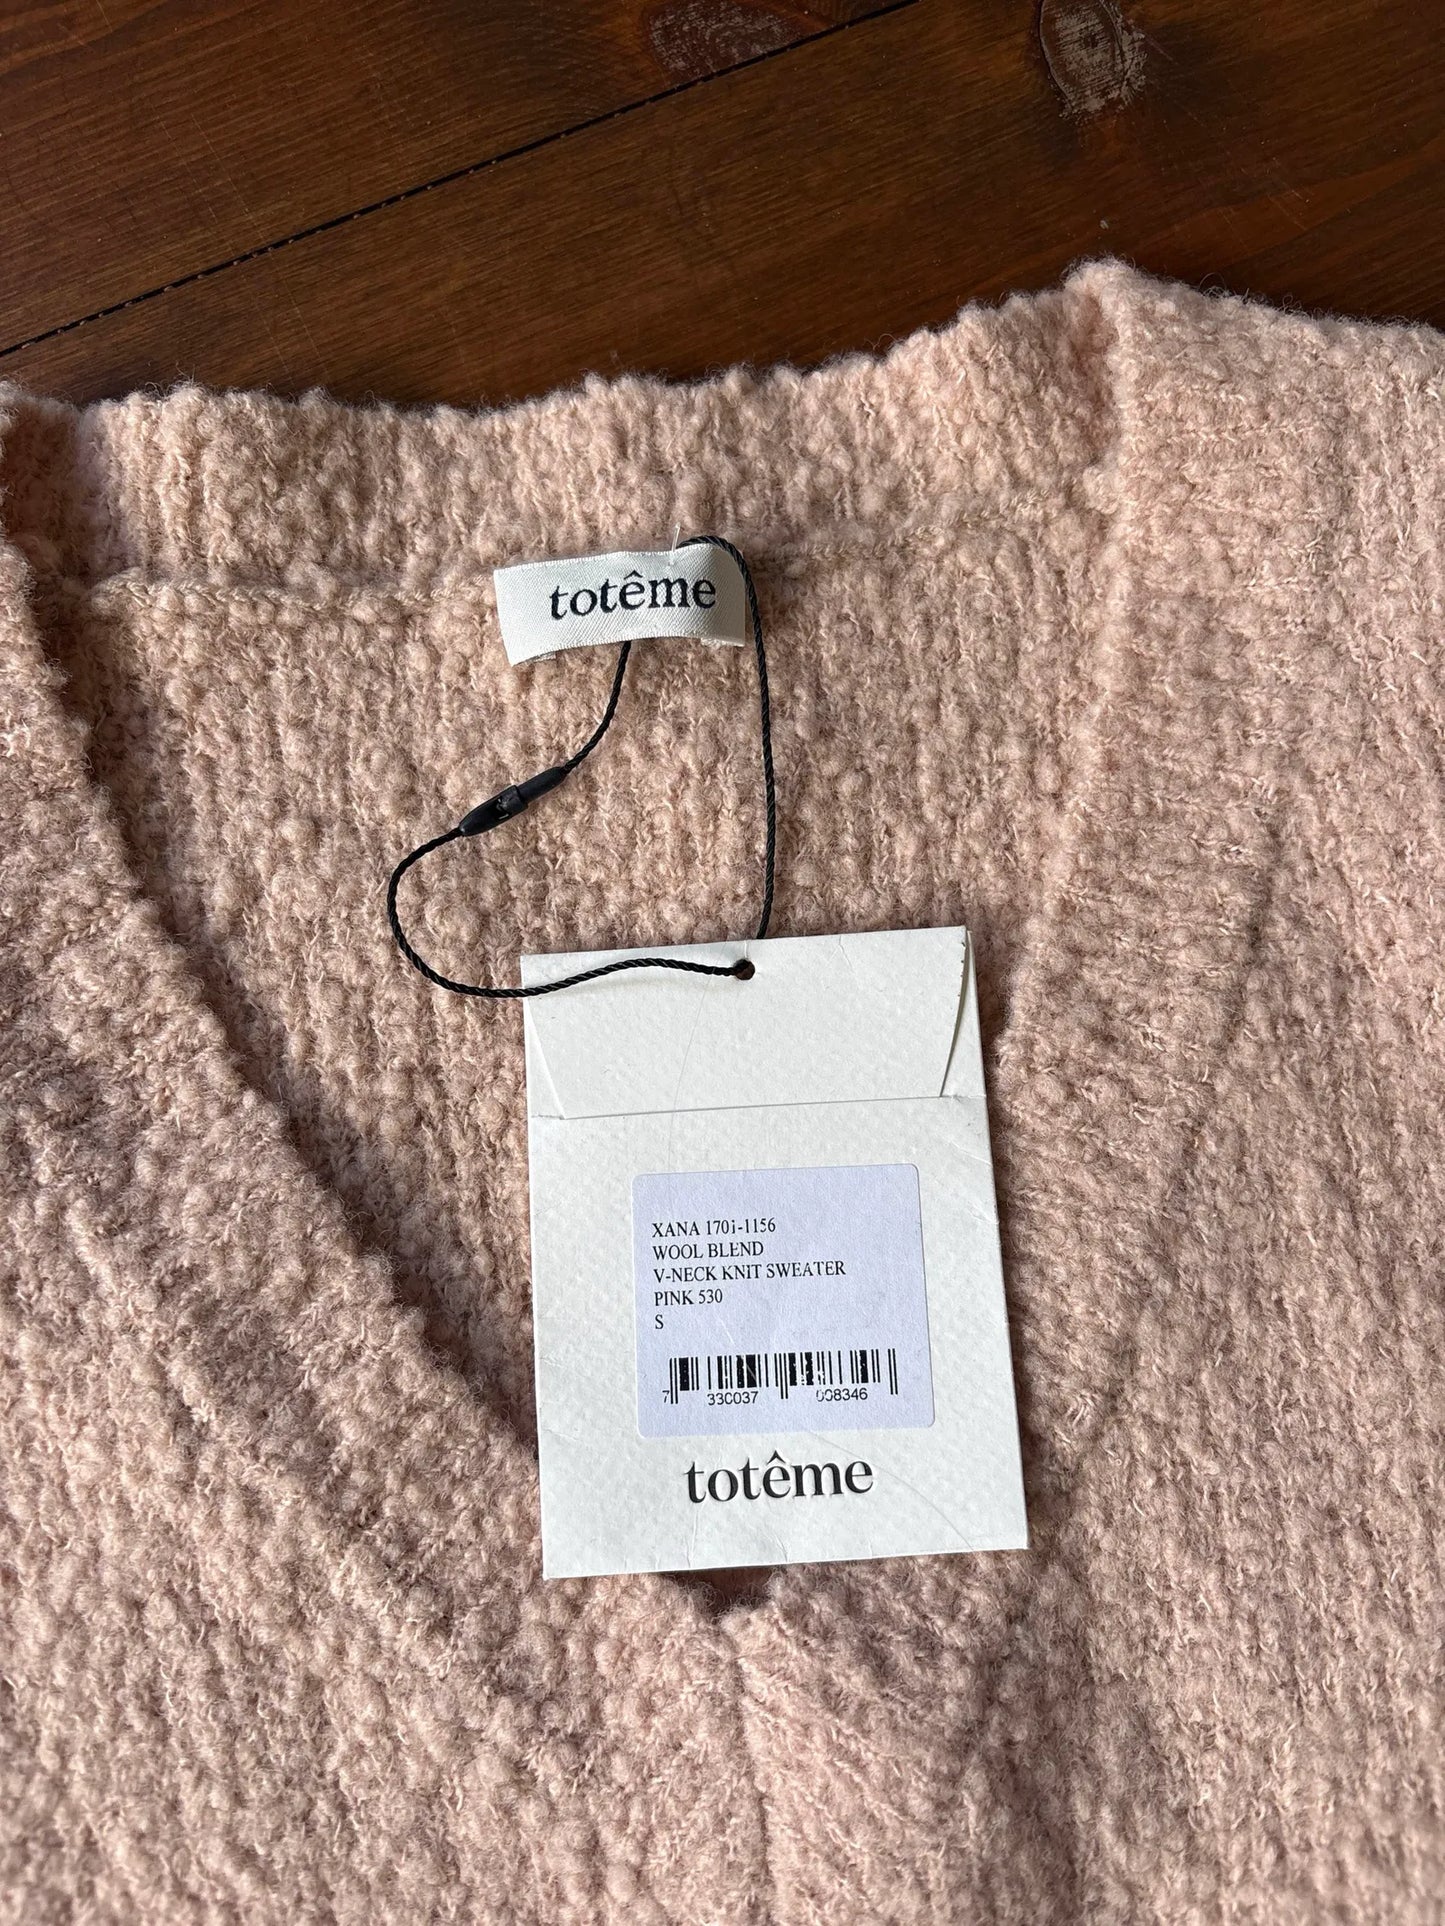 totême
XANA 1701-1156
WOOL BLEND
V-NECK KNIT SWEATER
PINK 530
S
7 330037 008346
totême